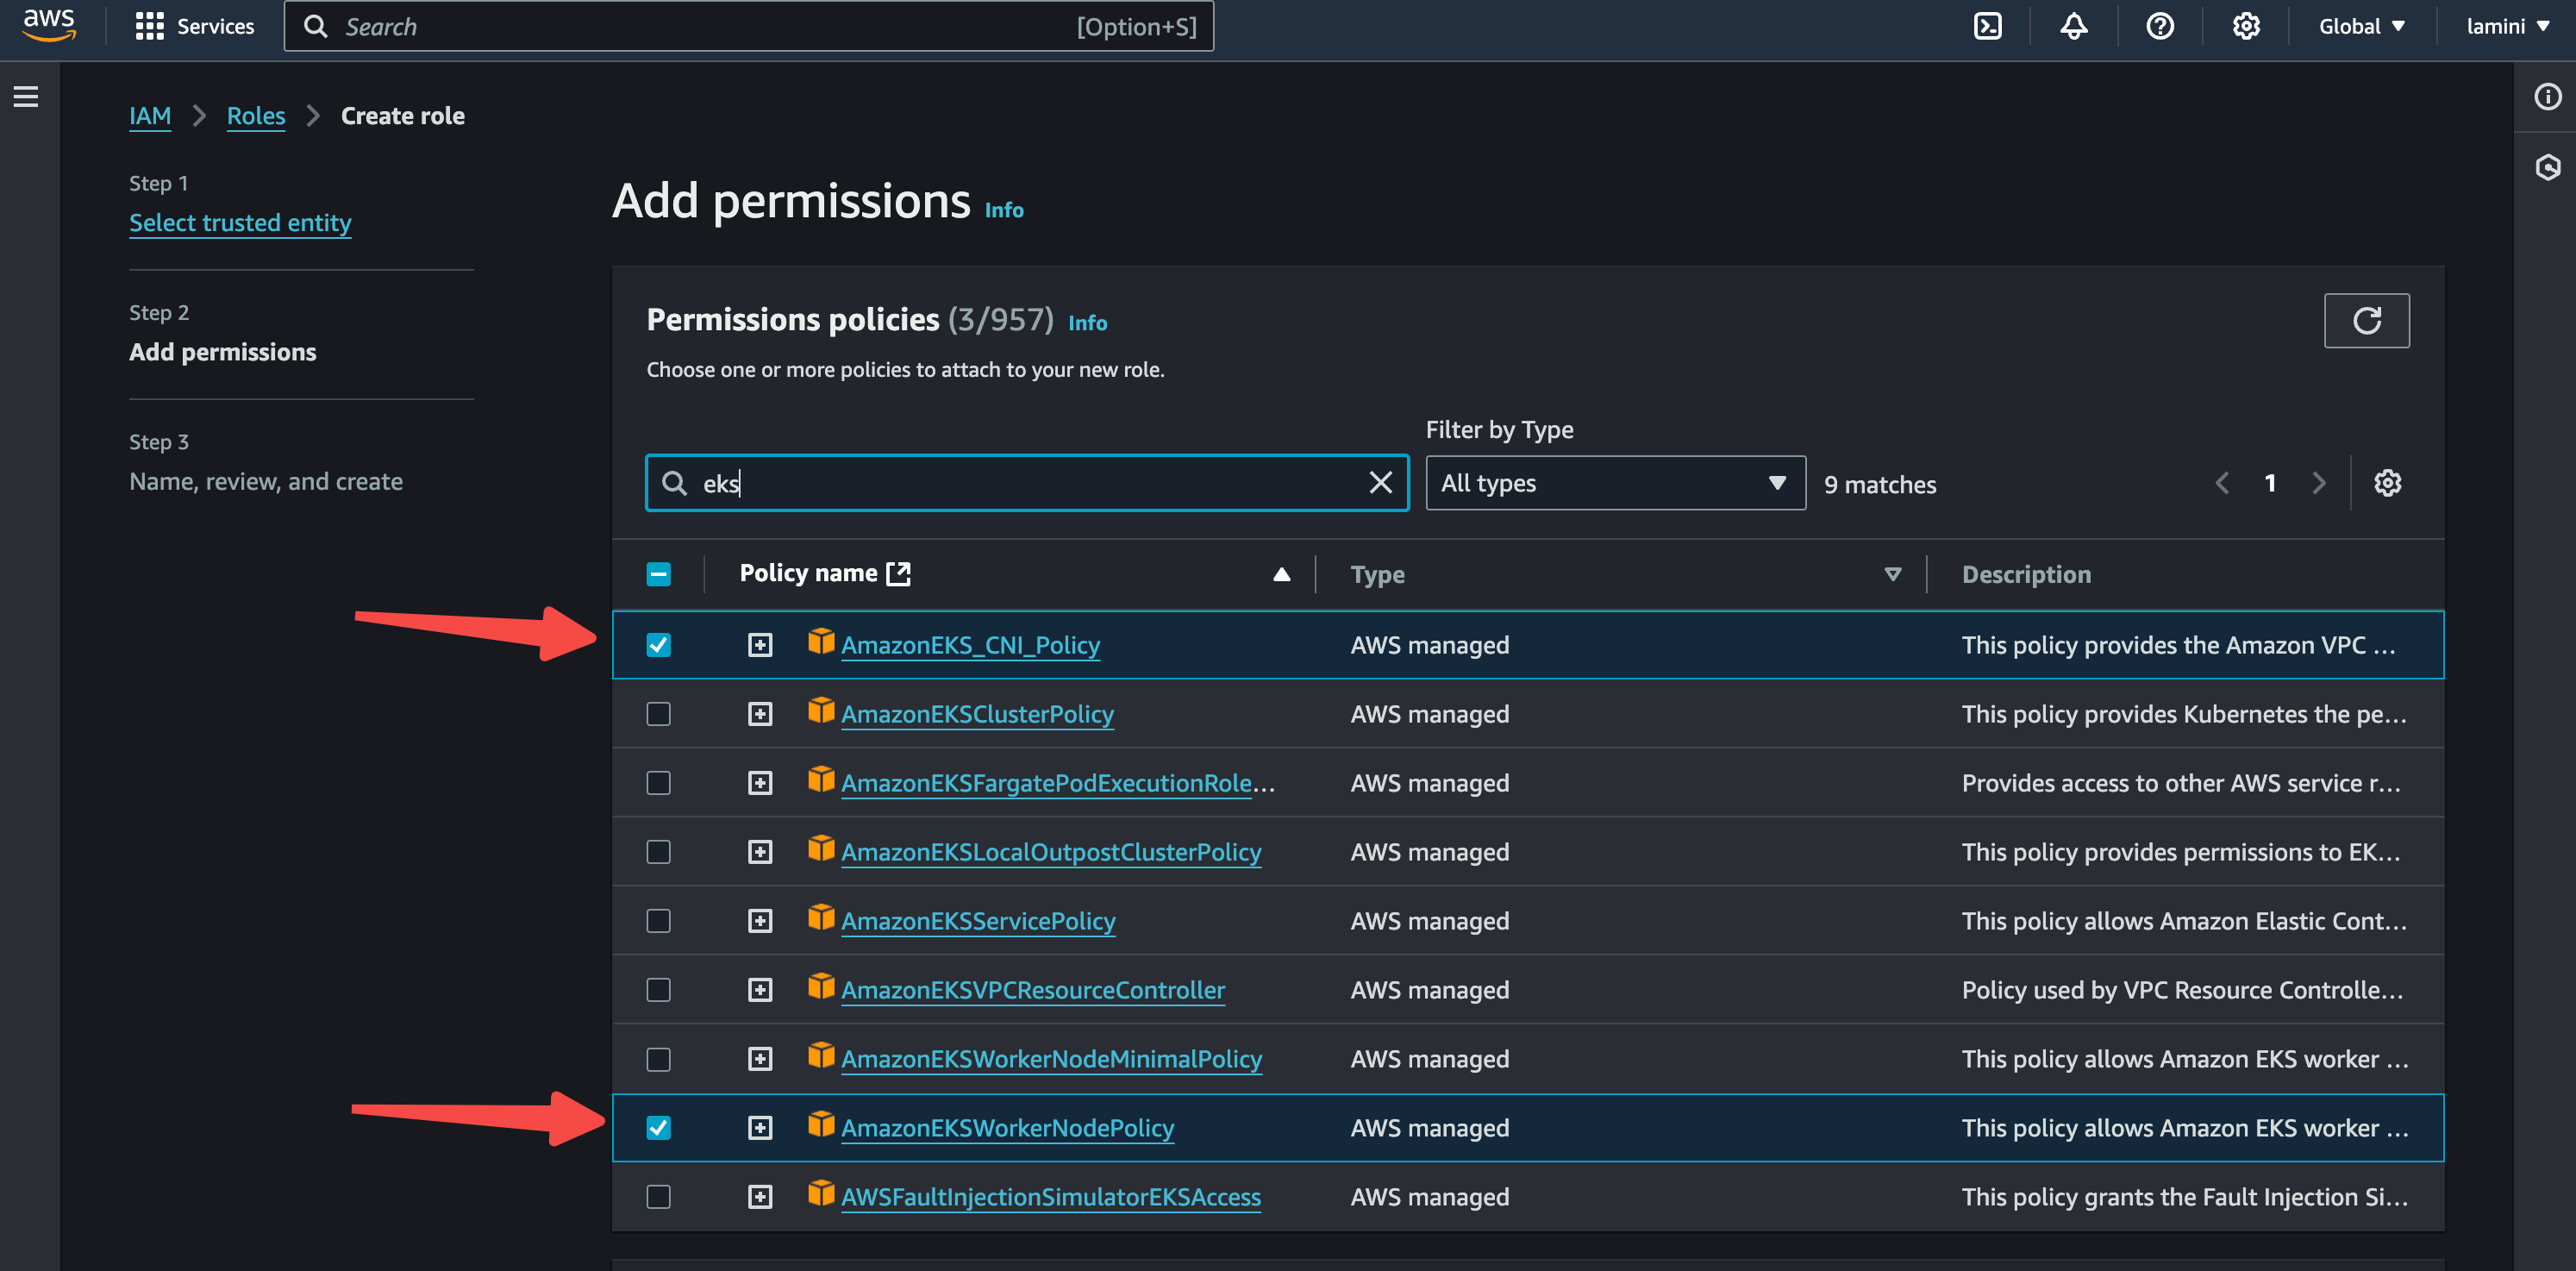 aws
Services
Search
[Option+S]
Global
lamini
IAM
Roles
Create role
Step 1
Select trusted entity
Step 2
Add permissions
Step 3
Name, review, and create
Add permissions Info
Permissions policies (3/957) Info
Choose one or more policies to attach to your new role.
Filter by Type
eks
All types
9 matches
1
Policy name
Type
Description
AmazonEKS_CNI_Policy AWS managed This policy provides the Amazon VPC ...
AmazonEKSClusterPolicy AWS managed This policy provides Kubernetes the pe...
AmazonEKSFargatePodExecutionRole... AWS managed Provides access to other AWS service r...
AmazonEKSLocalOutpostClusterPolicy AWS managed This policy provides permissions to EK...
AmazonEKSServicePolicy AWS managed This policy allows Amazon Elastic Cont...
AmazonEKSVPCResourceController AWS managed Policy used by VPC Resource Controlle...
AmazonEKSWorkerNodeMinimalPolicy AWS managed This policy allows Amazon EKS worker ...
AmazonEKSWorkerNodePolicy AWS managed This policy allows Amazon EKS worker ...
AWSFaultInjectionSimulatorEKSAccess AWS managed This policy grants the Fault Injection Si...